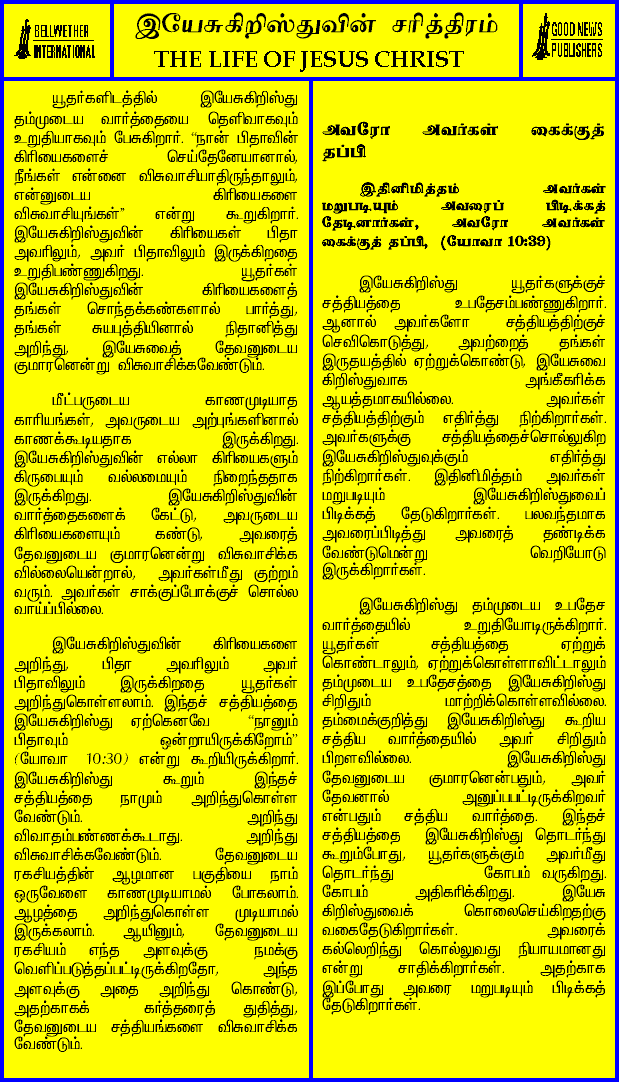 BELLWETHER
INTERNATIONAL
இயேசுகிறிஸ்துவின் சரித்திரம்
THE LIFE OF JESUS CHRIST
GOOD NEWS
PUBLISHERS
யூதர்களிடத்தில் இயேசுகிறிஸ்து
தம்முடைய வார்த்தையை தெளிவாகவும்
உறுதியாகவும் பேசுகிறார். “நான் பிதாவின்
கிரியைகளைச் செய்தேனேயானால்,
நீங்கள் என்னை விசுவாசியாதிருந்தாலும்,
என்னுடைய கிரியைகளை
விசுவாசியுங்கள்” என்று கூறுகிறார்.
இயேசுகிறிஸ்துவின் கிரியைகள் பிதா
அவரிலும், அவர் பிதாவிலும் இருக்கிறதை
உறுதிபண்ணுகிறது. யூதர்கள்
இயேசுகிறிஸ்துவின் கிரியைகளைத்
தங்கள் சொந்தக்கண்களால் பார்த்து,
தங்கள் சுயபுத்தியினால் நிதானித்து
அறிந்து, இயேசுவைத் தேவனுடைய
குமாரனென்று விசுவாசிக்கவேண்டும்.
மீட்பருடைய காணமுடியாத
காரியங்கள், அவருடைய அற்புங்களினால்
காணக்கூடியதாக இருக்கிறது.
இயேசுகிறிஸ்துவின் எல்லா கிரியைகளும்
கிருபையும் வல்லமையும் நிறைந்ததாக
இருக்கிறது. இயேசுகிறிஸ்துவின்
வார்த்தைகளைக் கேட்டு, அவருடைய
கிரியைகளையும் கண்டு, அவரைத்
தேவனுடைய குமாரனென்று விசுவாசிக்க
வில்லையென்றால், அவர்கள்மீது குற்றம்
வரும். அவர்கள் சாக்குப்போக்குச் சொல்ல
வாய்ப்பில்லை.
இயேசுகிறிஸ்துவின் கிரியைகளை
அறிந்து, பிதா அவரிலும் அவர்
பிதாவிலும் இருக்கிறதை யூதர்கள்
அறிந்துகொள்ளலாம். இந்தச் சத்தியத்தை
இயேசுகிறிஸ்து ஏற்கெனவே “நானும்
பிதாவும் ஒன்றாயிருக்கிறோம்”
(யோவா 10:30) என்று கூறியிருக்கிறார்.
இயேசுகிறிஸ்து கூறும் இந்தச்
சத்தியத்தை நாமும் அறிந்துகொள்ள
வேண்டும். அறிந்து
விவாதம்பண்ணக்கூடாது. அறிந்து
விசுவாசிக்கவேண்டும். தேவனுடைய
ரகசியத்தின் ஆழமான பகுதியை நாம்
ஒருவேளை காணமுடியாமல் போகலாம்.
ஆழத்தை அறிந்துகொள்ள முடியாமல்
இருக்கலாம். ஆயினும், தேவனுடைய
ரகசியம் எந்த அளவுக்கு நமக்கு
வெளிப்படுத்தப்பட்டிருக்கிறதோ, அந்த
அளவுக்கு அதை அறிந்து கொண்டு,
அதற்காகக் கர்த்தரைத் துதித்து,
தேவனுடைய சத்தியங்களை விசுவாசிக்க
வேண்டும்.
அவரோ அவர்கள் கைக்குத்
தப்பி
இதினிமித்தம் அவர்கள்
மறுபடியும் அவரைப் பிடிக்கத்
தேடினார்கள், அவரோ அவர்கள்
கைக்குத் தப்பி, (யோவா 10:39)
இயேசுகிறிஸ்து யூதர்களுக்குச்
சத்தியத்தை உபதேசம்பண்ணுகிறார்.
ஆனால் அவர்களோ சத்தியத்திற்குச்
செவிகொடுத்து, அவற்றைத் தங்கள்
இருதயத்தில் ஏற்றுக்கொண்டு, இயேசுவை
கிறிஸ்துவாக அங்கீகரிக்க
ஆயத்தமாகயில்லை. அவர்கள்
சத்தியத்திற்கும் எதிர்த்து நிற்கிறார்கள்.
அவர்களுக்கு சத்தியத்தைச்சொல்லுகிற
இயேசுகிறிஸ்துவுக்கும் எதிர்த்து
நிற்கிறார்கள். இதினிமித்தம் அவர்கள்
மறுபடியும் இயேசுகிறிஸ்துவைப்
பிடிக்கத் தேடுகிறார்கள். பலவந்தமாக
அவரைப்பிடித்து அவரைத் தண்டிக்க
வேண்டுமென்று வெறியோடு
இருக்கிறார்கள்.
இயேசுகிறிஸ்து தம்முடைய உபதேச
வார்த்தையில் உறுதியோடிருக்கிறார்.
யூதர்கள் சத்தியத்தை ஏற்றுக்
கொண்டாலும், ஏற்றுக்கொள்ளாவிட்டாலும்
தம்முடைய உபதேசத்தை இயேசுகிறிஸ்து
சிறிதும் மாற்றிக்கொள்ளவில்லை.
தம்மைக்குறித்து இயேசுகிறிஸ்து கூறிய
சத்திய வார்த்தையில் அவர் சிறிதும்
பிறளவில்லை. இயேசுகிறிஸ்து
தேவனுடைய குமாரனென்பதும், அவர்
தேவனால் அனுப்பபட்டிருக்கிறவர்
என்பதும் சத்திய வார்த்தை. இந்தச்
சத்தியத்தை இயேசுகிறிஸ்து தொடர்ந்து
கூறும்போது, யூதர்களுக்கும் அவர்மீது
தொடர்ந்து கோபம் வருகிறது.
கோபம் அதிகரிக்கிறது. இயேசு
கிறிஸ்துவைக் கொலைசெய்கிறதற்கு
வகைதேடுகிறார்கள். அவரைக்
கல்லெறிந்து கொல்லுவது நியாயமானது
என்று சாதிக்கிறார்கள். அதற்காக
இப்போது அவரை மறுபடியும் பிடிக்கத்
தேடுகிறார்கள்.